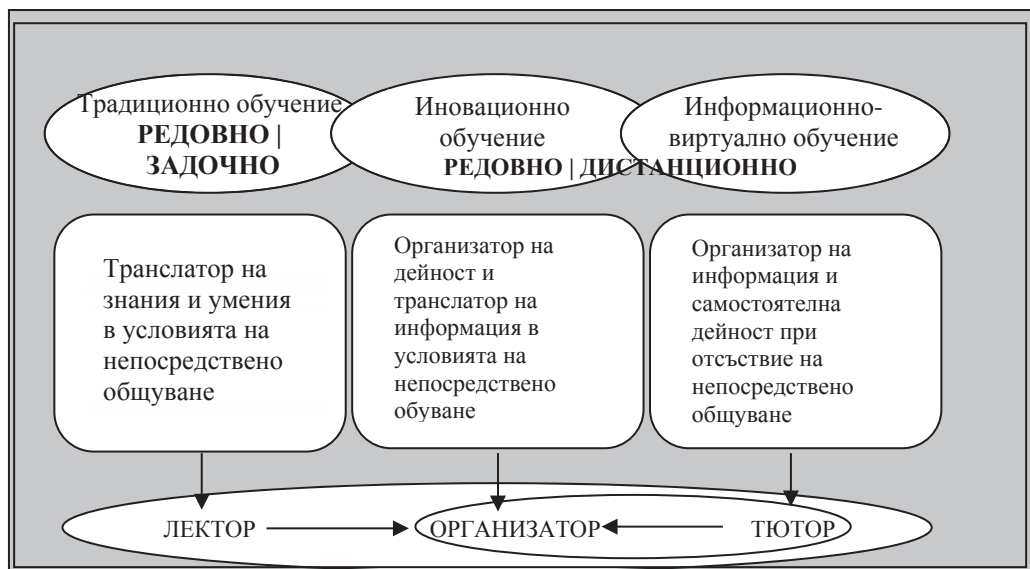 Традиционно обучение
РЕДОВНО |
ЗАДОЧНО
Иновационно
обучение
Информационно-
виртуално обучение
РЕДОВНО | ДИСТАНЦИОННО
Транслатор на
знания и умения
в условията на
непосредствено
общуване
Организатор на
дейност и
транслатор на
информация в
условията на
непосредствено
обуване
Организатор на
информация и
самостоятелна
дейност при
отсъствие на
непосредствено
общуване
ЛЕКТОР
ОРГАНИЗАТОР
ТЮТОР